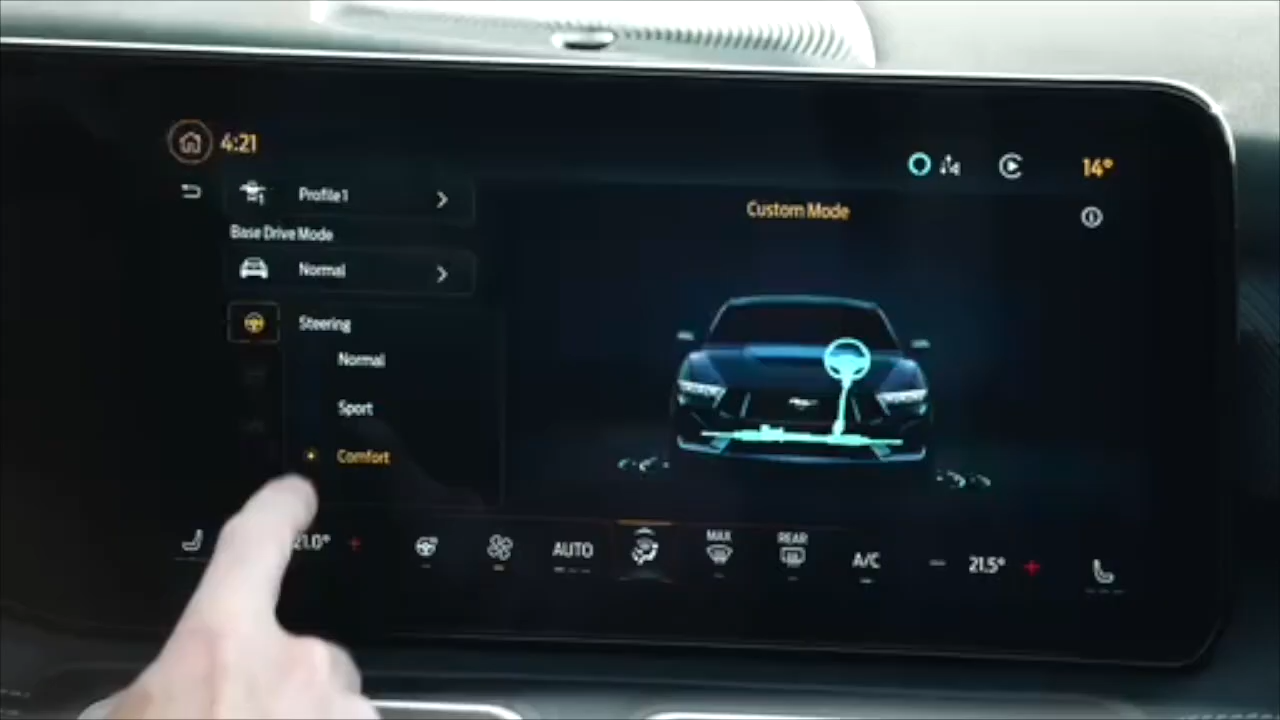 4:21
14°
Profile 1
Custom Mode
Base Drive Mode
Normal
Steering
Normal
Sport
Comfort
21.0°
+
AUTO
MAX
REAR
A/C
21.5°
+